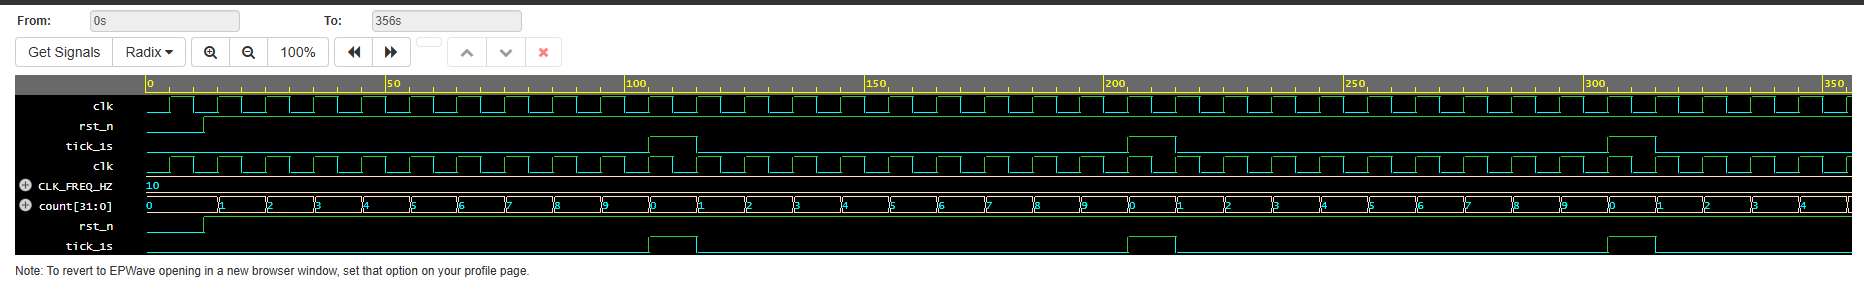 From: 0s To: 356s
Get Signals Radix 100%
0 50 100 150 200 250 300 350
clk
rst_n
tick_1s
clk
CLK_FREQ_HZ 10
count[31:0] 0 1 2 3 4 5 6 7 8 9 0 1 2 3 4 5 6 7 8 9 0 1 2 3 4 5 6 7 8 9 0 1 2 3 4
rst_n
tick_1s
Note: To revert to EPWave opening in a new browser window, set that option on your profile page.